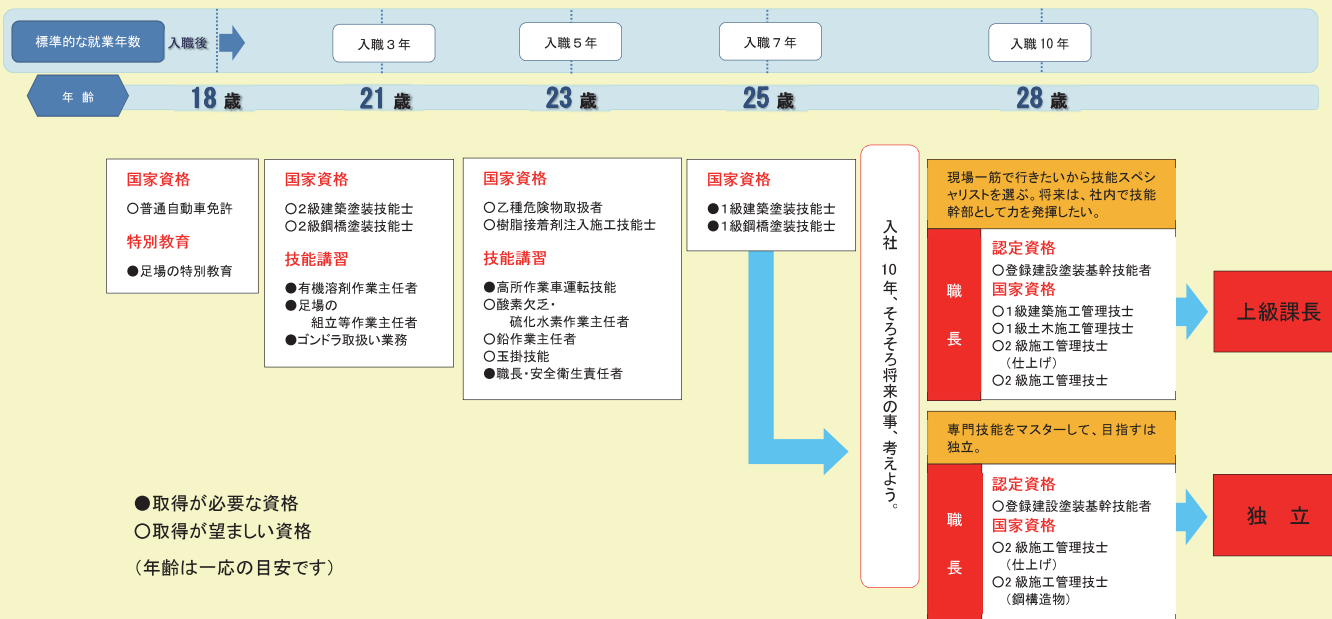 標準的な就業年数
入職後
入職3年
入職5年
入職7年
入職10年
年 齢
18歳
21歳
23歳
25歳
28歳
国家資格
○普通自動車免許
特別教育
●足場の特別教育
国家資格
○2級建築塗装技能士
○2級鋼橋塗装技能士
技能講習
●有機溶剤作業主任者
●足場の
組立等作業主任者
●ゴンドラ取扱い業務
国家資格
○乙種危険物取扱者
○樹脂接着剤注入施工技能士
技能講習
●高所作業車運転技能
○酸素欠乏・
硫化水素作業主任者
○鉛作業主任者
○玉掛技能
●職長・安全衛生責任者
国家資格
●1級建築塗装技能士
●1級鋼橋塗装技能士
入社 10年、そろそろ将来の事、考えよう。
現場一筋で行きたいから技能スペシ
ャリストを選ぶ。将来は、社内で技能
幹部として力を発揮したい。
職長
認定資格
○登録建設塗装基幹技能者
国家資格
○1級建築施工管理技士
○1級土木施工管理技士
○2級施工管理技士
（仕上げ）
○2級施工管理技士
上級課長
専門技能をマスターして、目指すは
独立。
職長
認定資格
○登録建設塗装基幹技能者
国家資格
○2級施工管理技士
（仕上げ）
○2級施工管理技士
（鋼構造物）
独 立
●取得が必要な資格
○取得が望ましい資格
（年齢は一応の目安です）